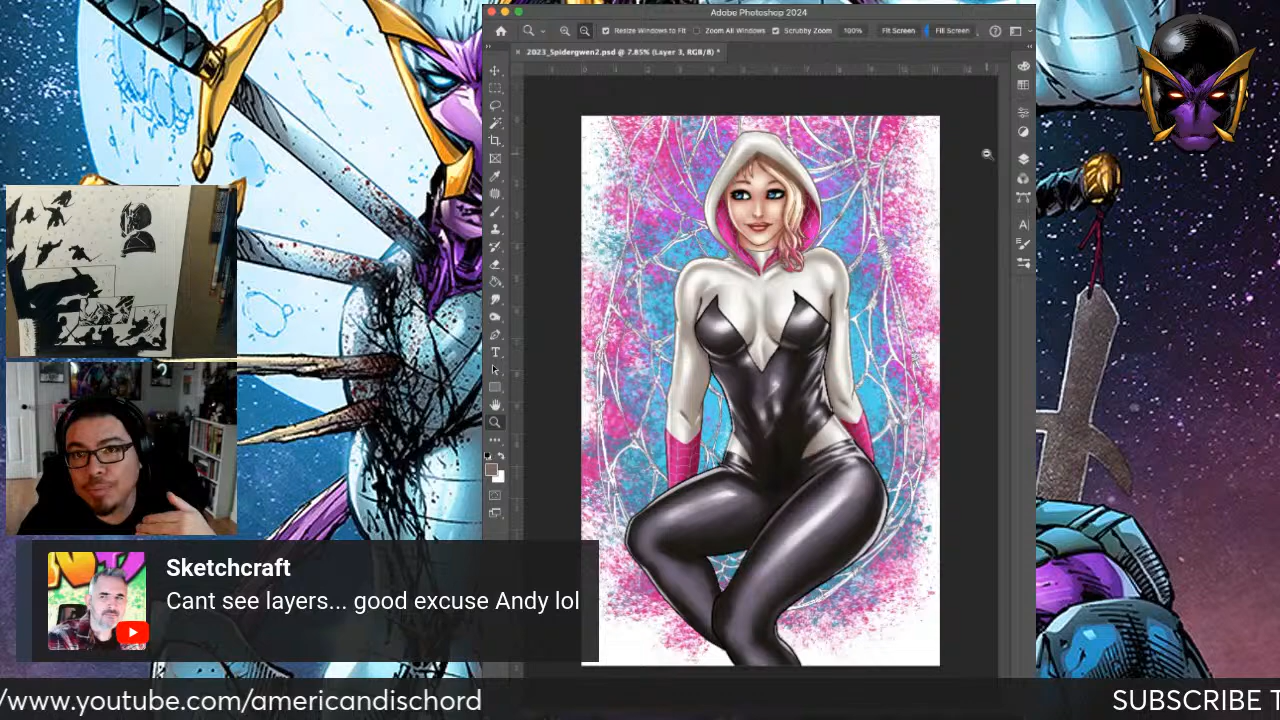 Adobe Photoshop 2024
Resize Windows to Fit
Zoom All Windows
Scrubby Zoom
100%
Fit Screen
Fill Screen
2023_Spidergwen2.psd @ 7.85% (Layer 3, RGB/8) *
Sketchcraft
Cant see layers... good excuse Andy lol
/www.youtube.com/americandischord
SUBSCRIBE T